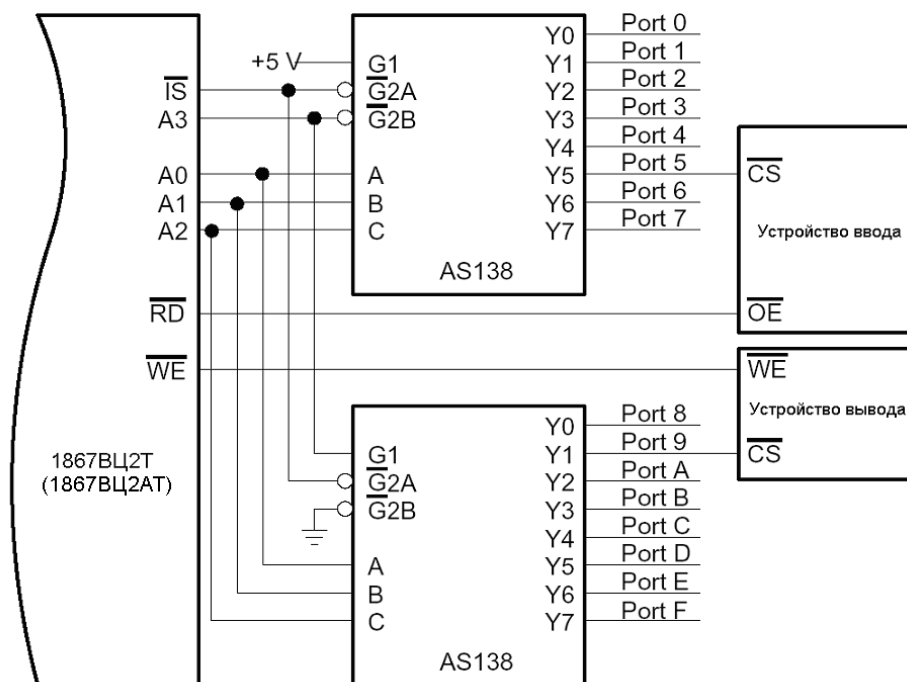 IS
A3
A0
A1
A2
RD
WE
1867ВЦ2Т
(1867ВЦ2АТ)
+5 V
G1
G2A
G2B
A
B
C
Y0
Y1
Y2
Y3
Y4
Y5
Y6
Y7
AS138
Port 0
Port 1
Port 2
Port 3
Port 4
Port 5
Port 6
Port 7
CS
Устройство ввода
OE
WE
Устройство вывода
CS
G1
G2A
G2B
A
B
C
Y0
Y1
Y2
Y3
Y4
Y5
Y6
Y7
AS138
Port 8
Port 9
Port A
Port B
Port C
Port D
Port E
Port F